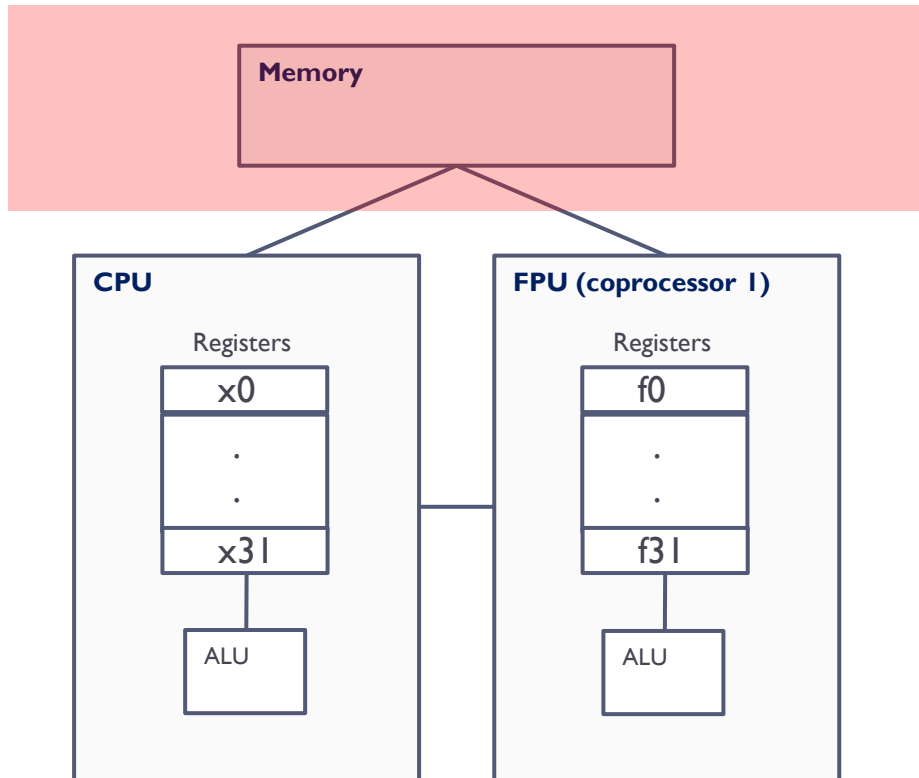 Memory
CPU
Registers
x0
.
.
x31
ALU
FPU (coprocessor 1)
Registers
f0
.
.
f31
ALU